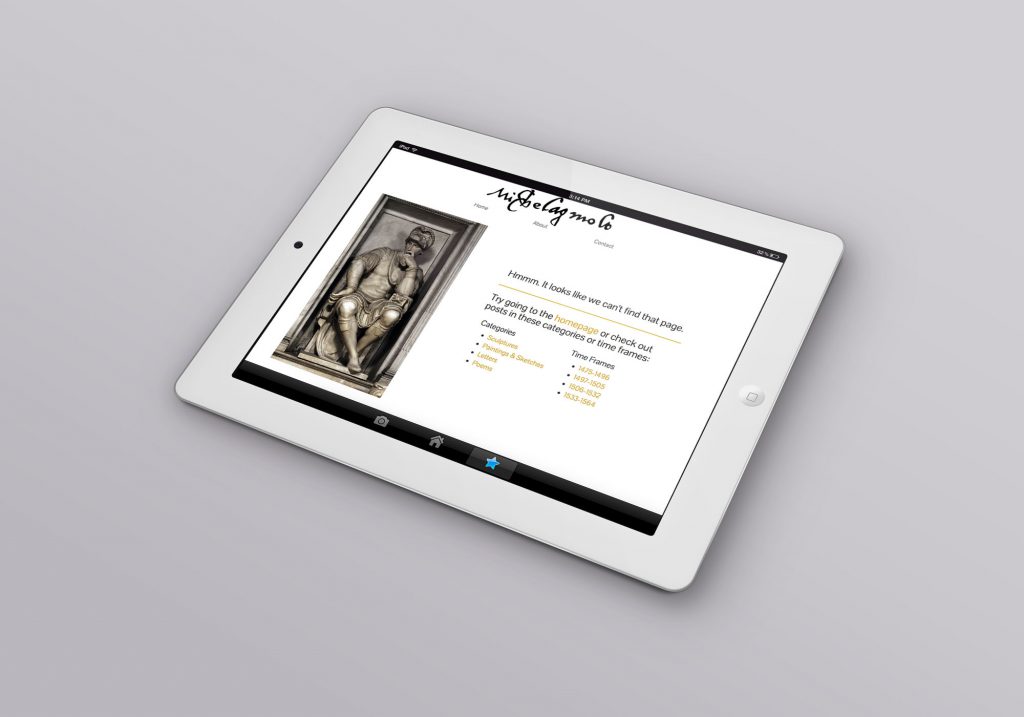 iPad
5:14 PM
32 %
Michelagniolo
Home
About
Contact
Hmmm. It looks like we can't find that page.
Try going to the homepage or check out
posts in these categories or time frames:
Categories
Sculptures
Paintings & Sketches
Letters
Poems
Time Frames
1475-1496
1497-1505
1506-1532
1533-1564